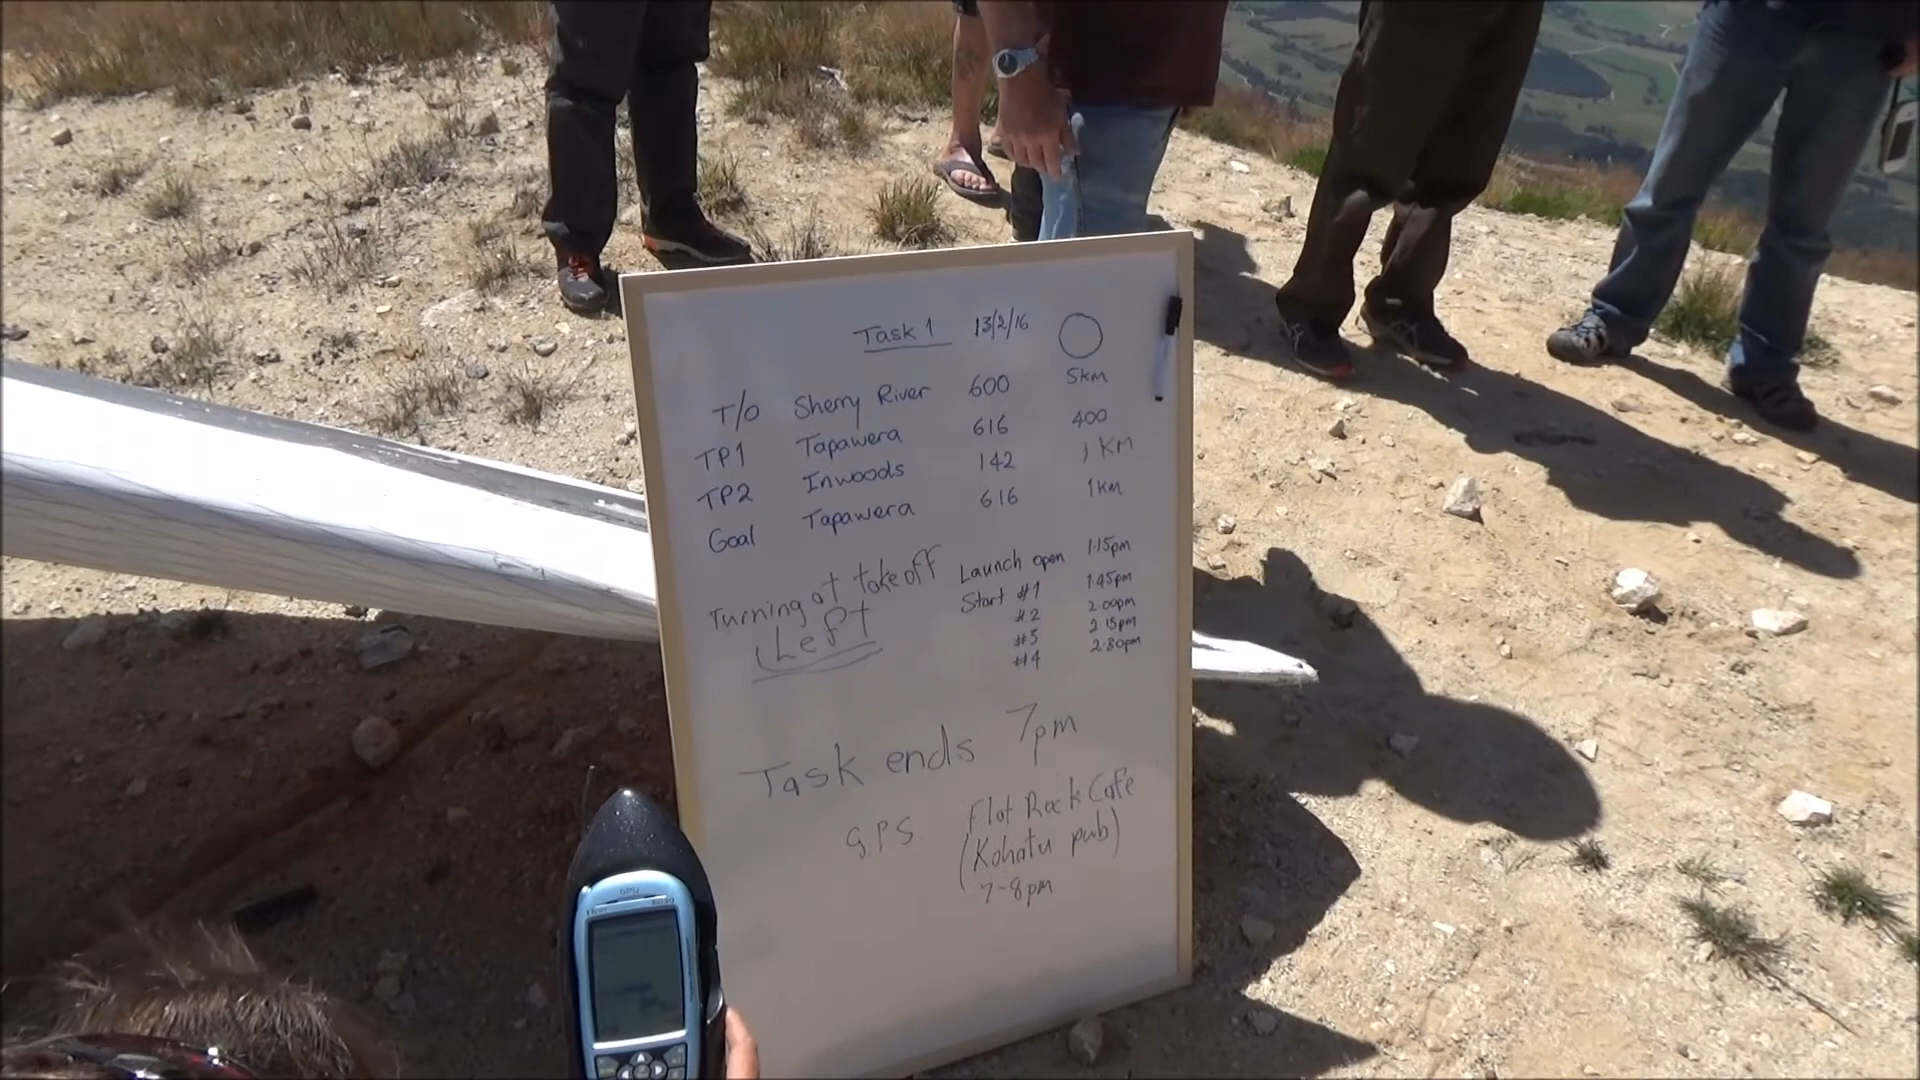 Task 1 13/2/16
T/O Sherry River 600 5km
TP1 Tapawera 616 400
TP2 Inwoods 142 1 KM
Goal Tapawera 616 1km
Turning at take off
Left
Launch open 1.15pm
Start #1 1.45pm
#2 2.00pm
#3 2.15pm
#4 2.30pm
Task ends 7pm
G.P.S. Flat Rock Cafe
(Kohatu pub)
7-8pm